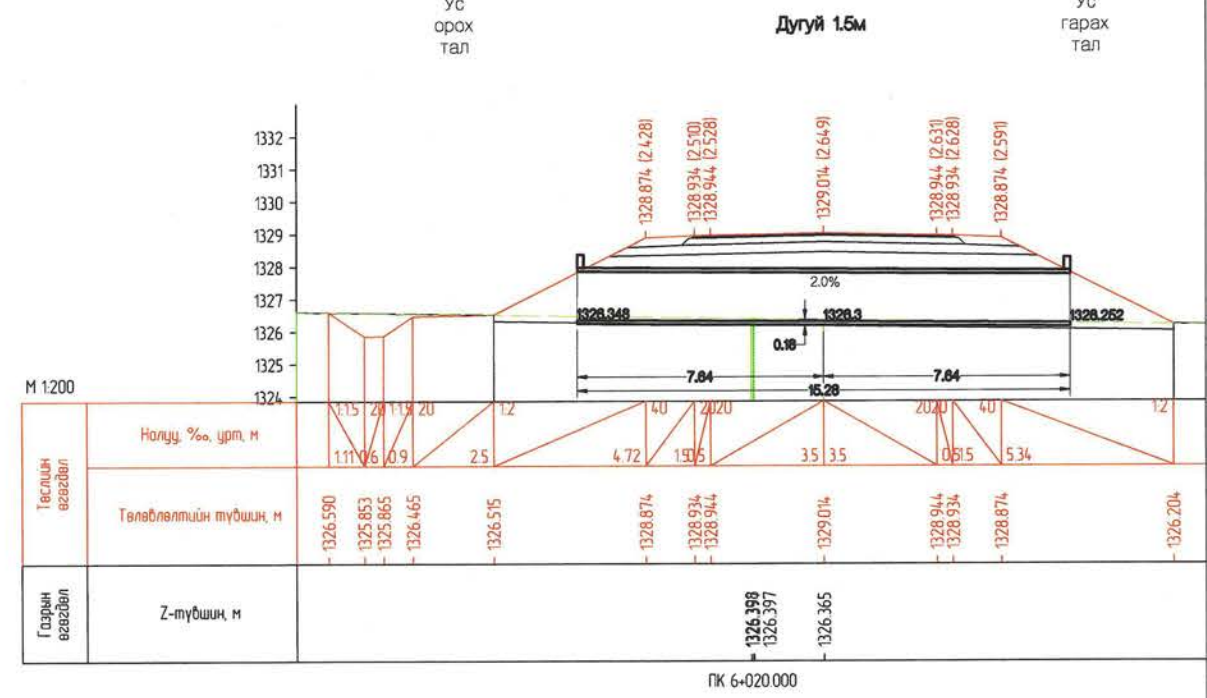 Ус
орох
тал
Дугуй 1.5м
Ус
гарах
тал
1332
1331
1330
1329
1328
1327
1326
1325
1324
1328.874 (2.428)
1328.934 (2.510)
1328.944 (2.528)
1329.014 (2.649)
1328.944 (2.631)
1328.934 (2.628)
1328.874 (2.591)
2.0%
1326.348
1326.3
1326.252
0.18
7.64
7.64
15.28
М 1:200
Төслийн өгөгдөл
Налуу, ‰, урт, м
1:1.5 20 1:1.5 20 1:2 40 20 20 20 20 40 1:2
1.11 0.6 0.9 2.5 4.72 1.5 0.5 3.5 3.5 0.5 1.5 5.34
Төлөвлөлтийн түвшин, м
1326.590 1325.853 1325.865 1326.465 1326.515 1328.874 1328.934 1328.944 1329.014 1328.944 1328.934 1328.874 1326.204
Газрын өгөгдөл
Z-түвшин, м
1326.398 1326.397 1326.365
ПК 6+020.000